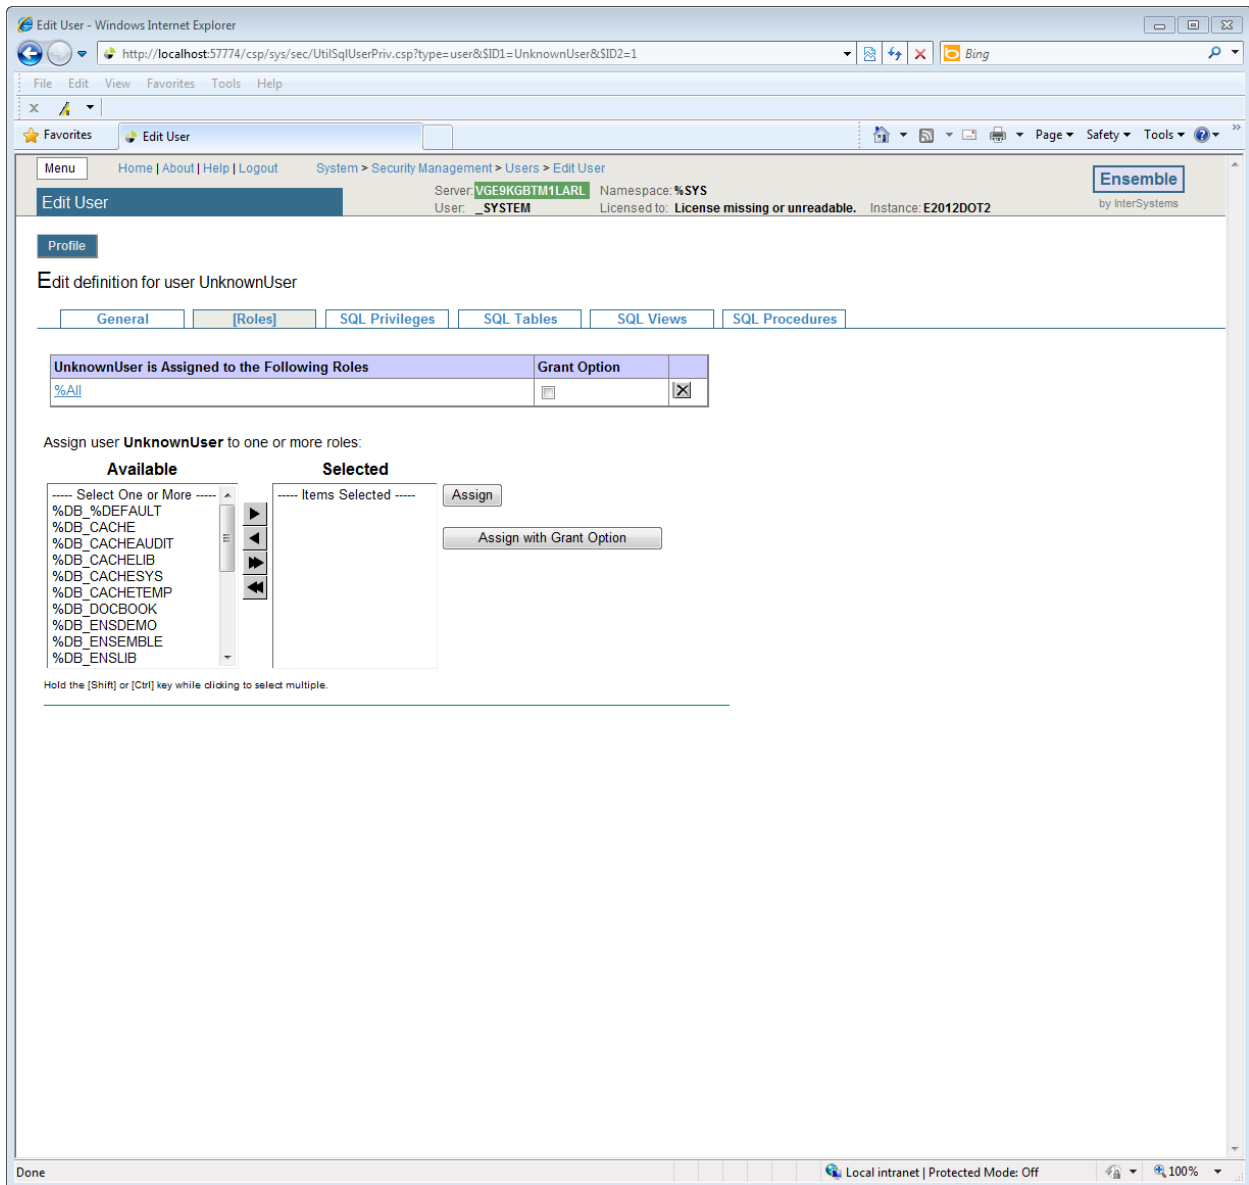 Edit User - Windows Internet Explorer
http://localhost:57774/csp/sys/sec/UtilSqlUserPriv.csp?type=user&$ID1=UnknownUser&$ID2=1
Bing
File Edit View Favorites Tools Help
x
Favorites
Edit User
Page Safety Tools
Menu
Home | About | Help | Logout
System > Security Management > Users > Edit User
Ensemble
by InterSystems
Edit User
Server: VGE9KGBTM1LARL Namespace: %SYS
User: _SYSTEM Licensed to: License missing or unreadable. Instance: E2012DOT2
Profile
Edit definition for user UnknownUser
General [Roles] SQL Privileges SQL Tables SQL Views SQL Procedures
UnknownUser is Assigned to the Following Roles Grant Option
%All
Assign user UnknownUser to one or more roles:
Available Selected
----- Select One or More -----
%DB_%DEFAULT
%DB_CACHE
%DB_CACHEAUDIT
%DB_CACHELIB
%DB_CACHESYS
%DB_CACHETEMP
%DB_DOCBOOK
%DB_ENSDEMO
%DB_ENSEMBLE
%DB_ENSLIB
----- Items Selected -----
Assign
Assign with Grant Option
Hold the [Shift] or [Ctrl] key while clicking to select multiple.
Done
Local intranet | Protected Mode: Off
100%